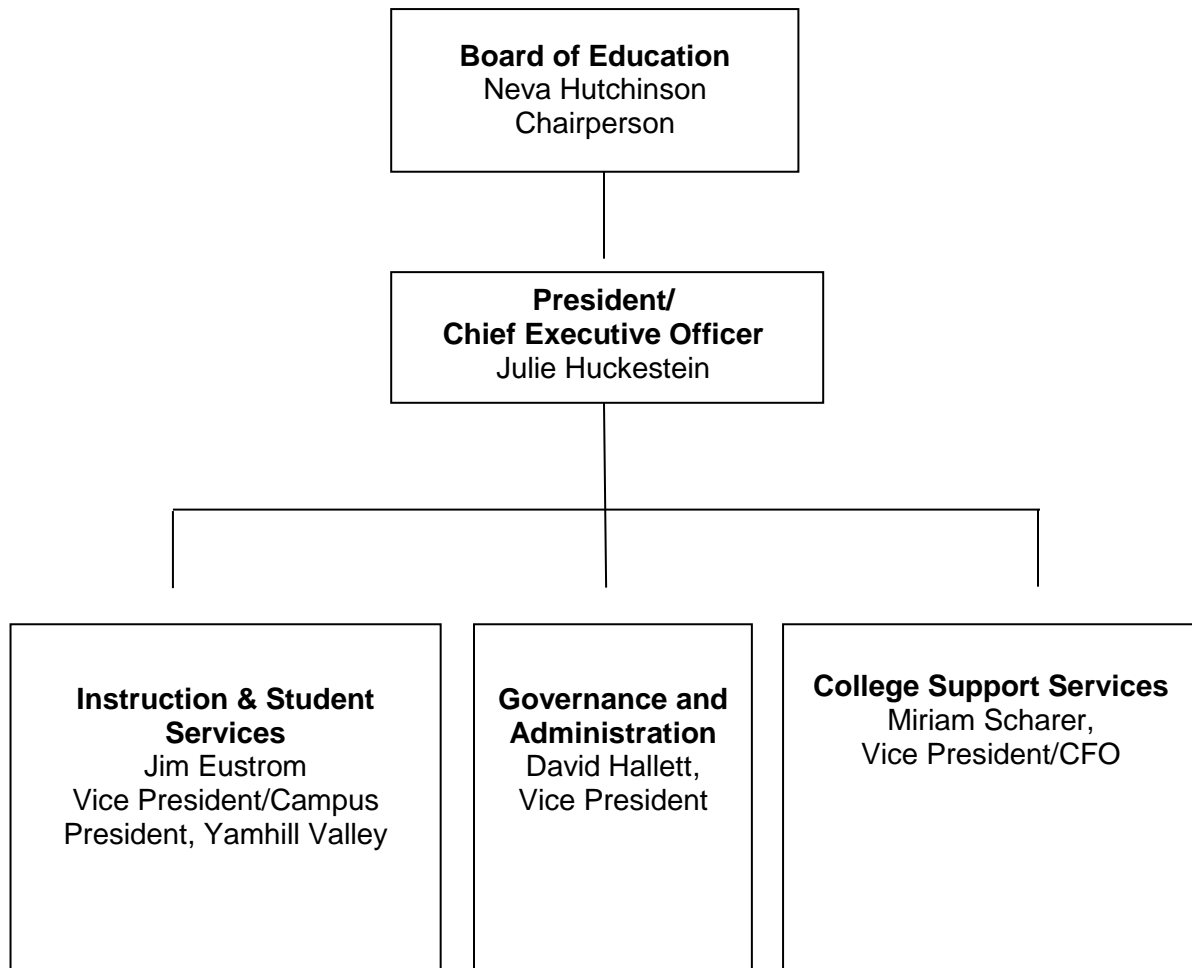 Board of Education
Neva Hutchinson
Chairperson
President/
Chief Executive Officer
Julie Huckestein
Instruction & Student
Services
Jim Eustrom
Vice President/Campus
President, Yamhill Valley
Governance and
Administration
David Hallett,
Vice President
College Support Services
Miriam Scharer,
Vice President/CFO